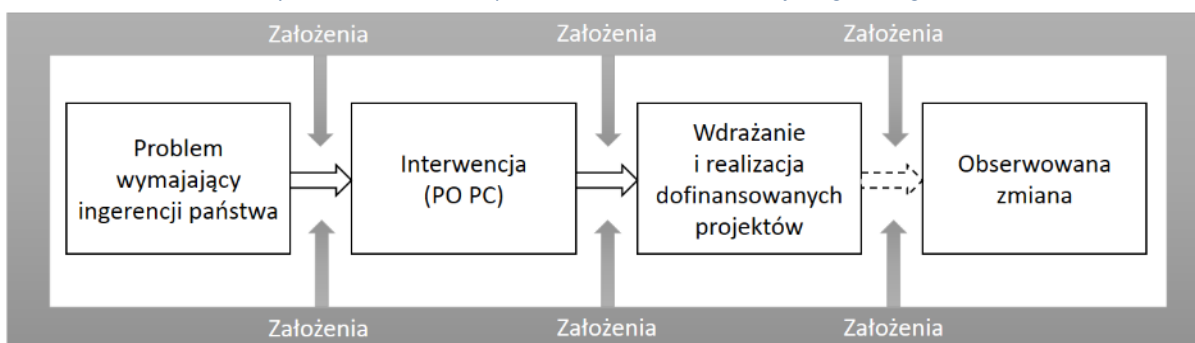 Założenia Założenia Założenia
Problem
wymajający
ingerencji państwa
Interwencja
(PO PC)
Wdrażanie
i realizacja
dofinansowanych
projektów
Obserwowana
zmiana
Założenia Założenia Założenia